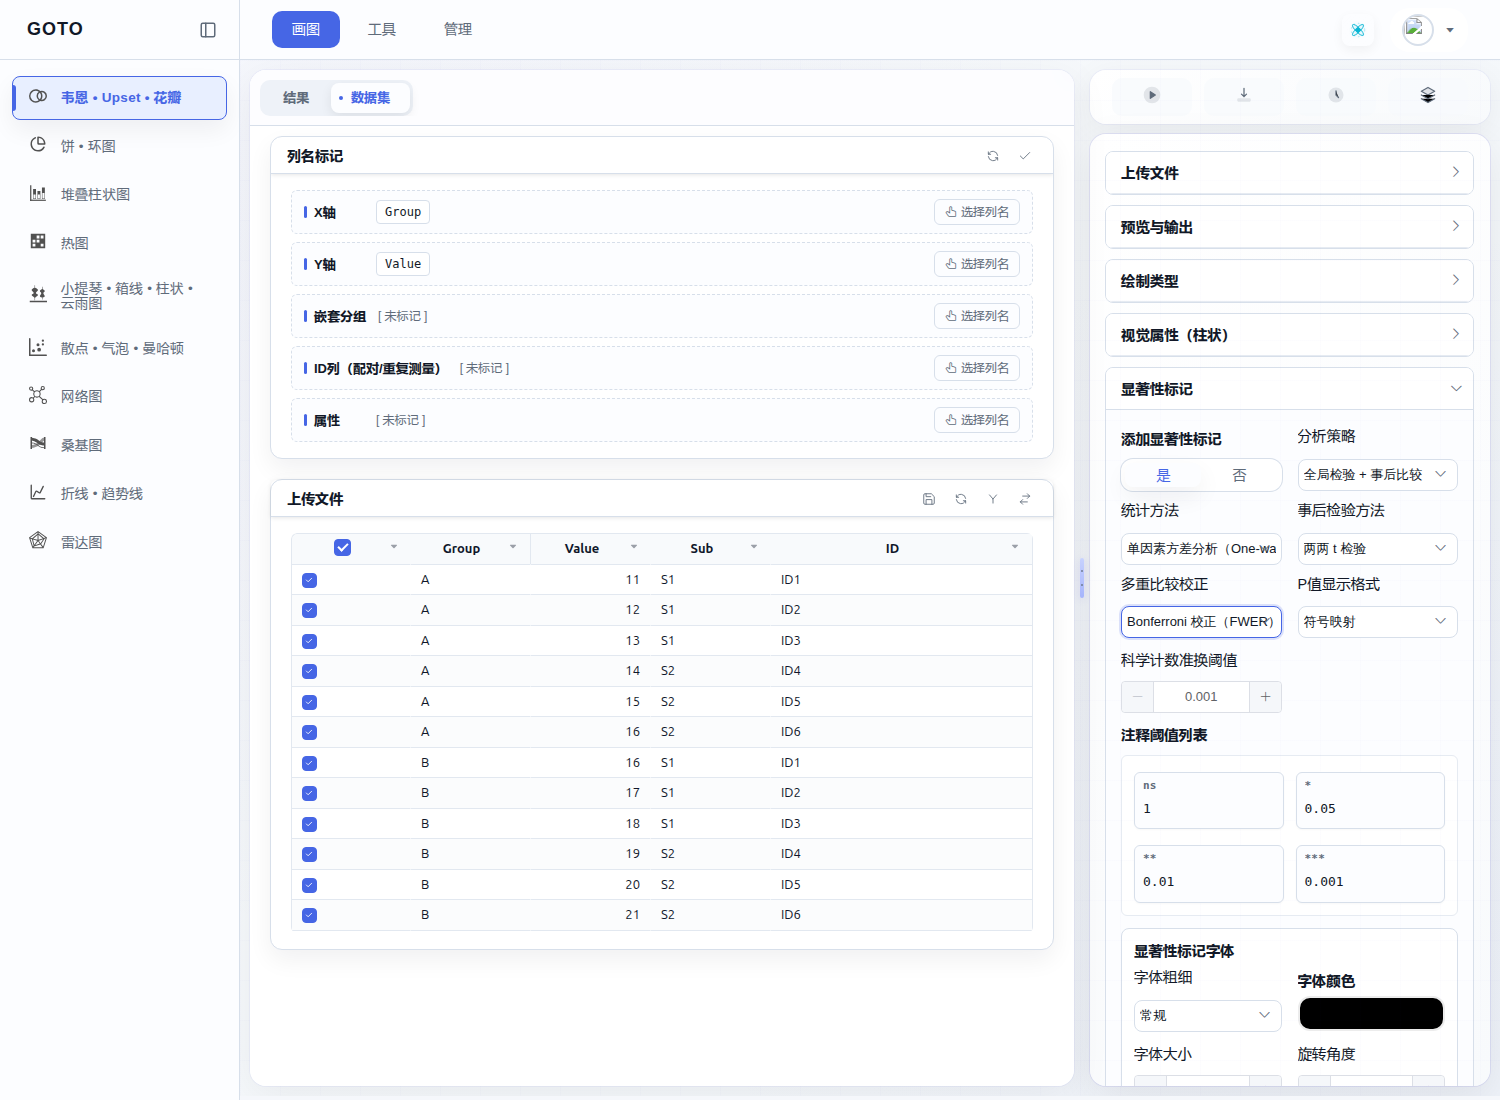 GOTO
画图
工具
管理
韦恩 • Upset • 花瓣
饼 • 环图
堆叠柱状图
热图
小提琴 • 箱线 • 柱状 •
云雨图
散点 • 气泡 • 曼哈顿
网络图
桑基图
折线 • 趋势线
雷达图
结果
数据集
列名标记
X轴 Group 选择列名
Y轴 Value 选择列名
嵌套分组 [ 未标记 ] 选择列名
ID列（配对/重复测量） [ 未标记 ] 选择列名
属性 [ 未标记 ] 选择列名
上传文件
Group Value Sub ID
A 11 S1 ID1
A 12 S1 ID2
A 13 S1 ID3
A 14 S2 ID4
A 15 S2 ID5
A 16 S2 ID6
B 16 S1 ID1
B 17 S1 ID2
B 18 S1 ID3
B 19 S2 ID4
B 20 S2 ID5
B 21 S2 ID6
上传文件
预览与输出
绘制类型
视觉属性（柱状）
显著性标记
添加显著性标记 分析策略
是 否 全局检验 + 事后比较
统计方法 事后检验方法
单因素方差分析（One-wa 两两 t 检验
多重比较校正 P值显示格式
Bonferroni 校正（FWER） 符号映射
科学计数准换阈值
0.001
注释阈值列表
ns *
1 0.05
** ***
0.01 0.001
显著性标记字体
字体粗细 字体颜色
常规
字体大小 旋转角度